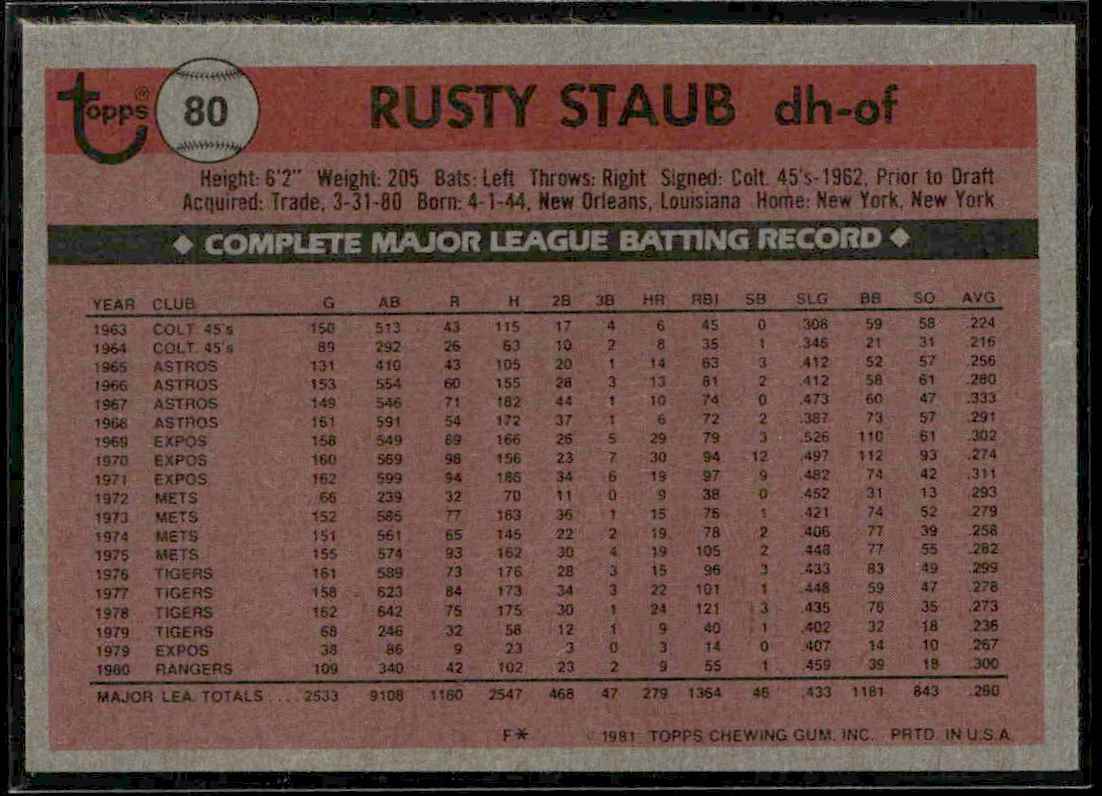 topps®
80
RUSTY STAUB dh-of
Height: 6'2" Weight: 205 Bats: Left Throws: Right Signed: Colt. 45's-1962, Prior to Draft
Acquired: Trade, 3-31-80 Born: 4-1-44, New Orleans, Louisiana Home: New York, New York
◆ COMPLETE MAJOR LEAGUE BATTING RECORD ◆
YEAR CLUB G AB R H 2B 3B HR RBI SB SLG BB SO AVG
1963 COLT. 45's 150 513 43 115 17 4 6 45 0 .308 59 58 .224
1964 COLT. 45's 89 292 26 63 10 2 8 35 1 .346 21 31 .216
1965 ASTROS 131 410 43 105 20 1 14 63 3 .412 52 57 .256
1966 ASTROS 153 554 60 155 28 3 13 81 2 .412 58 61 .280
1967 ASTROS 149 546 71 182 44 1 10 74 0 .473 60 47 .333
1968 ASTROS 161 591 54 172 37 1 6 72 2 .387 73 57 .291
1969 EXPOS 158 549 89 166 26 5 29 79 3 .526 110 61 .302
1970 EXPOS 160 569 98 156 23 7 30 94 12 .497 112 93 .274
1971 EXPOS 162 599 94 186 34 6 19 97 9 .482 74 42 .311
1972 METS 66 239 32 70 11 0 9 38 0 .452 31 13 .293
1973 METS 152 585 77 163 36 1 15 76 1 .421 74 52 .279
1974 METS 151 561 65 145 22 2 19 78 2 .406 77 39 .258
1975 METS 155 574 93 162 30 4 19 105 2 .448 77 55 .282
1976 TIGERS 161 589 73 176 28 3 15 96 3 .433 83 49 .299
1977 TIGERS 158 623 84 173 34 3 22 101 1 .448 59 47 .278
1978 TIGERS 162 642 75 175 30 1 24 121 3 .435 76 35 .273
1979 TIGERS 68 246 32 58 12 1 9 40 1 .402 32 18 .236
1979 EXPOS 38 86 9 23 3 0 3 14 0 .407 14 10 .267
1980 RANGERS 109 340 42 102 23 2 9 55 1 .459 39 18 .300
MAJOR LEA. TOTALS .... 2533 9108 1160 2547 468 47 279 1364 46 .433 1181 843 .280
F* © 1981 TOPPS CHEWING GUM, INC. PRTD. IN U.S.A.